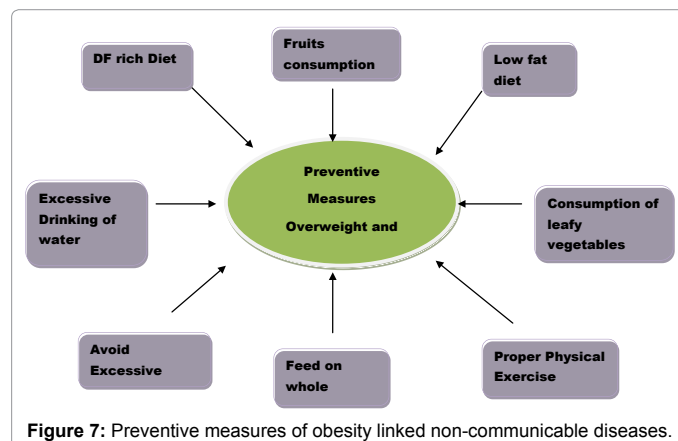 Fruits
consumption
DF rich Diet
Low fat
diet
Preventive
Measures
Overweight and
Excessive
Drinking of
water
Consumption of
leafy
vegetables
Avoid
Excessive
Feed on
whole
Proper Physical
Exercise
Figure 7: Preventive measures of obesity linked non-communicable diseases.